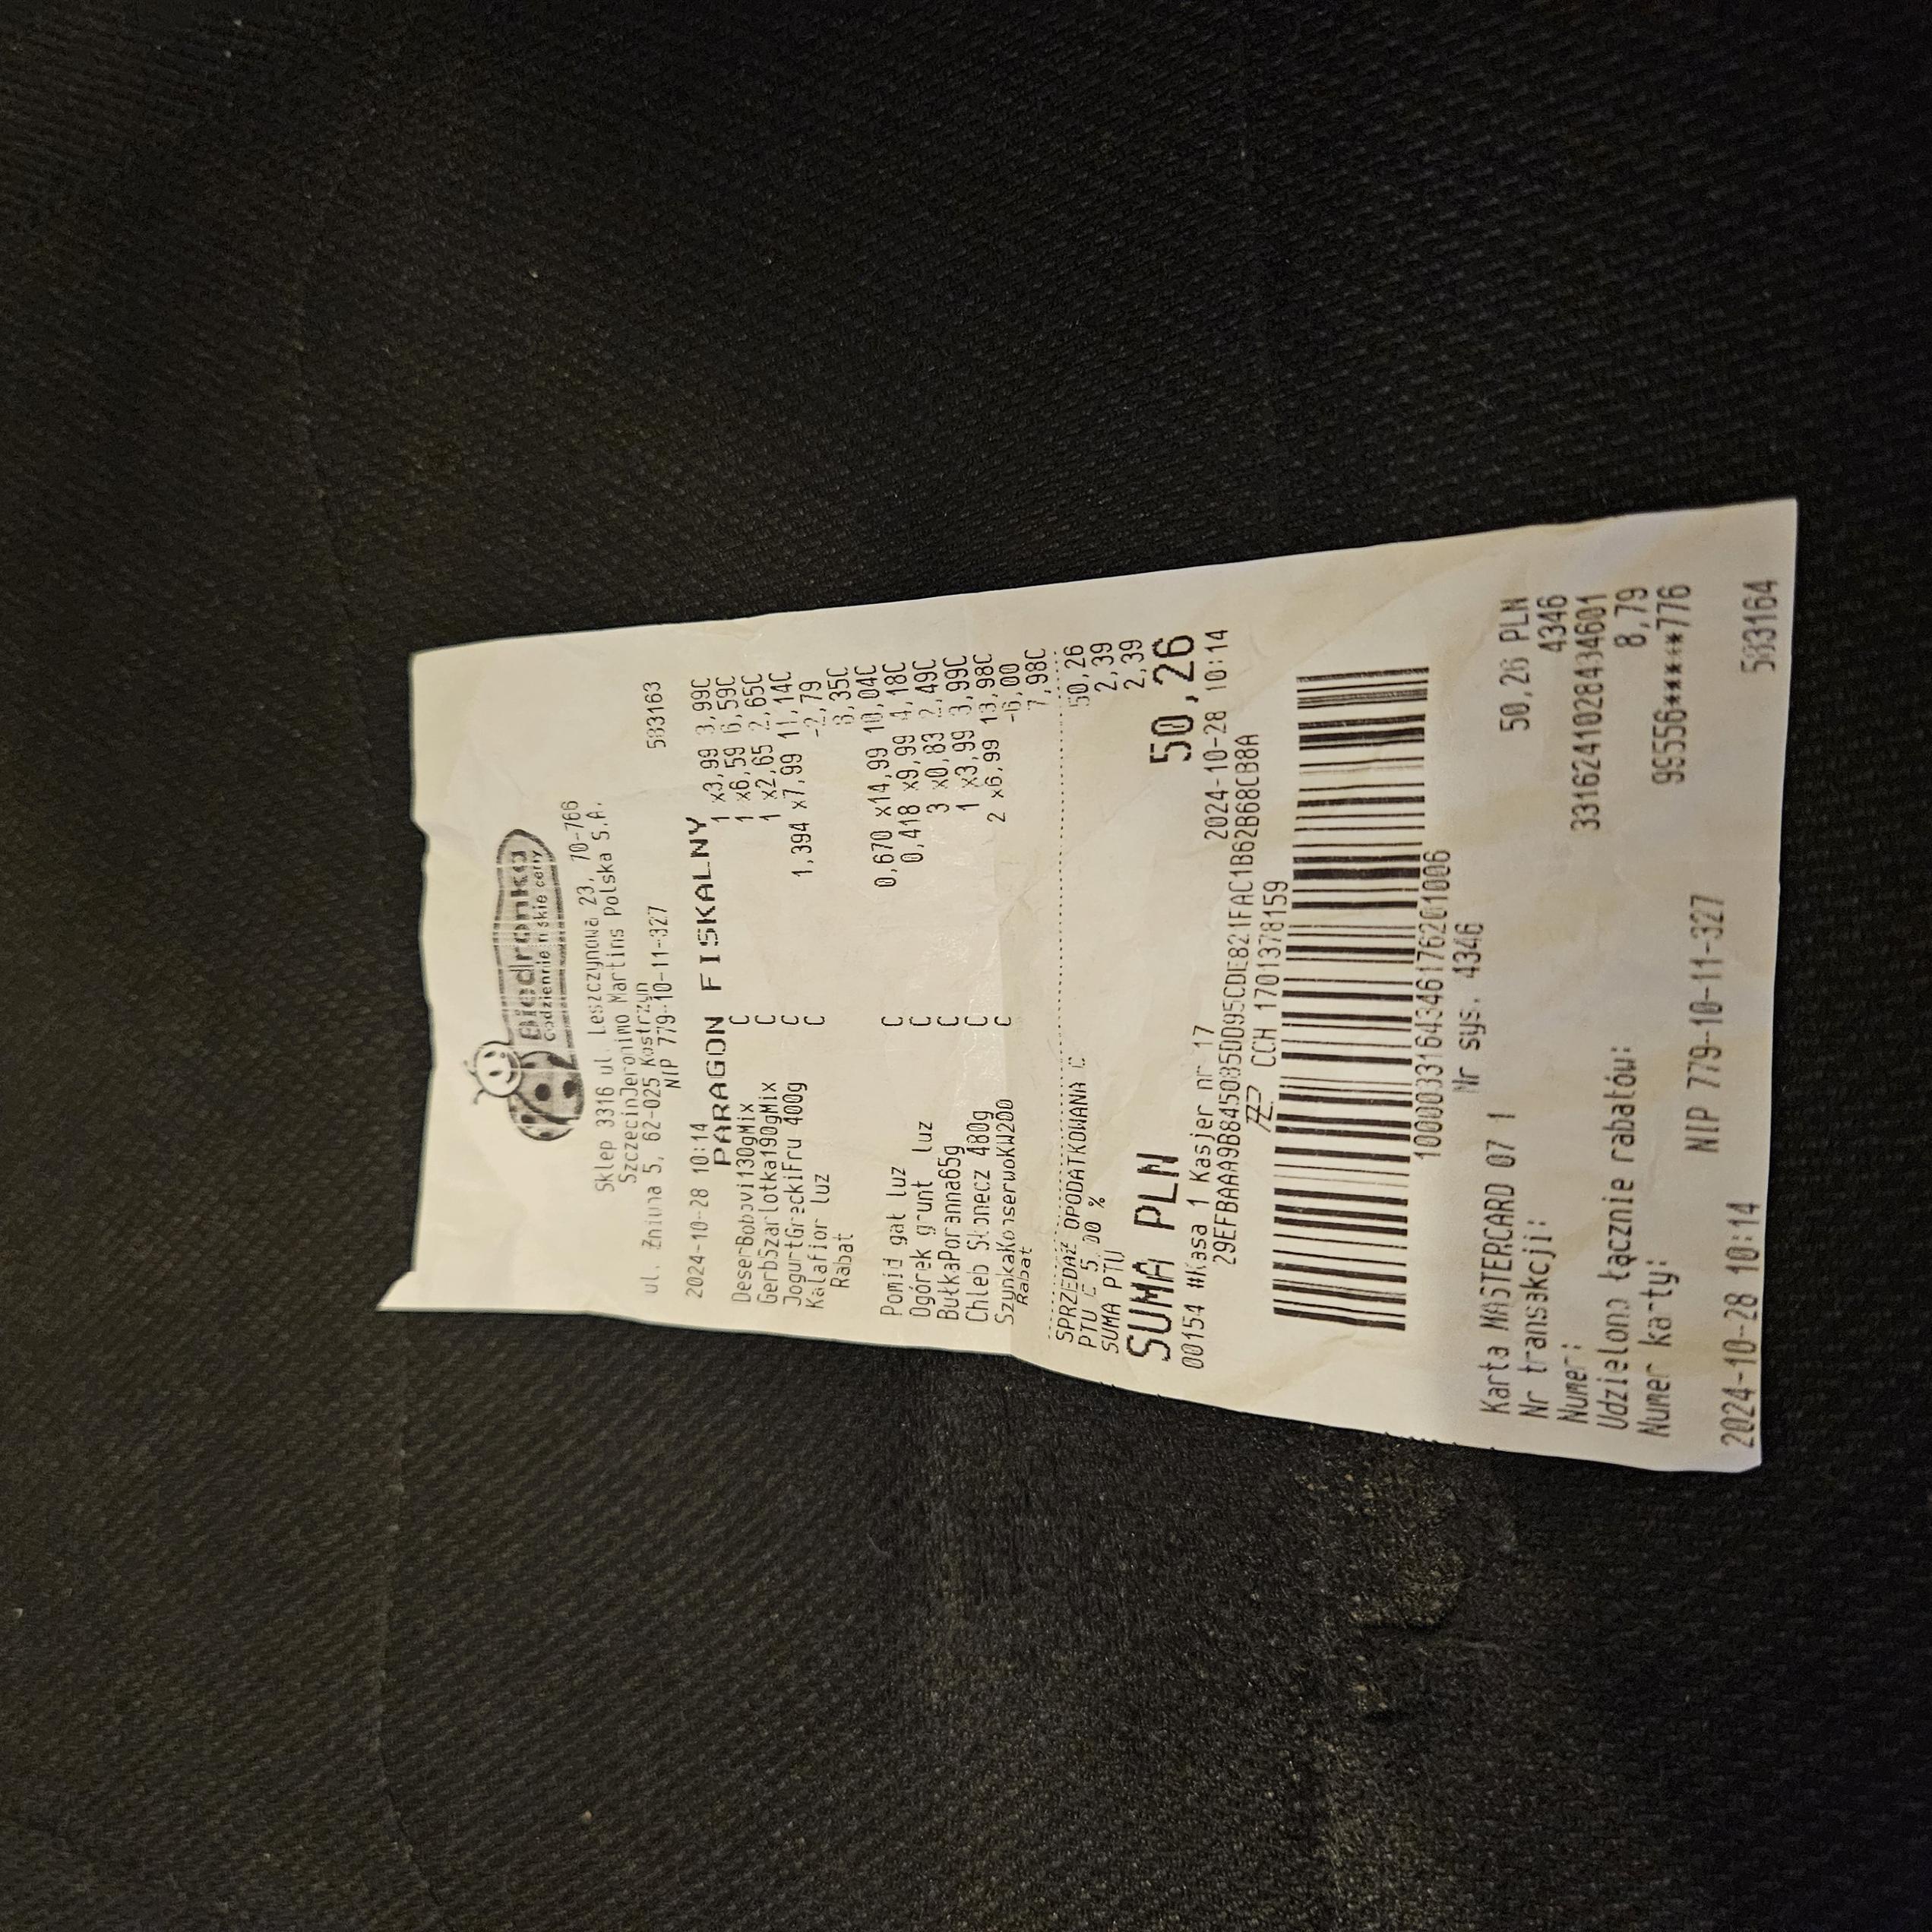 Biedronka
Codziennie niskie ceny
Sklep 3316 ul. Leszczynowa 23, 70-766
SzczecinJeronimo Martins Polska S.A.
ul. Żniwna 5, 62-025 Kostrzyn
NIP 779-10-11-327
2024-10-28 10:14 583163
PARAGON FISKALNY
DeserBobovi130gMix C 1 x3,99 3,99C
GerbSzarlotka190gMix C 1 x6,59 6,59C
JogurtGreckiFru 400g C 1 x2,65 2,65C
Kalafior luz C 1,394 x7,99 11,14C
Rabat -2,79
8,35C
Pomid gał luz C 0,670 x14,99 10,04C
Ogórek grunt luz C 0,418 x9,99 4,18C
BułkaPoranna65g C 3 x0,83 2,49C
Chleb Słonecz 480g C 1 x3,99 3,99C
SzynkaKonserwoKW200 C 2 x6,99 13,98C
Rabat -6,00
7,98C
SPRZEDAŻ OPODATKOWANA C 50,26
PTU C 5,00 % 2,39
SUMA PTU 2,39
SUMA PLN 50,26
00154 #Kasa 1 Kasjer nr 17 2024-10-28 10:14
29EFBAAA9B845085DD95CDE821FAC1B62B68CB8A
CCH 1701378159
1000033164346176201006
Nr sys. 4346
Karta MASTERCARD 07 1 50,26 PLN
Nr transakcji: 4346
Numer: 3316241028434601
Udzielono łącznie rabatów: 8,79
Numer karty: 99556******776
NIP 779-10-11-327
2024-10-28 10:14 583164